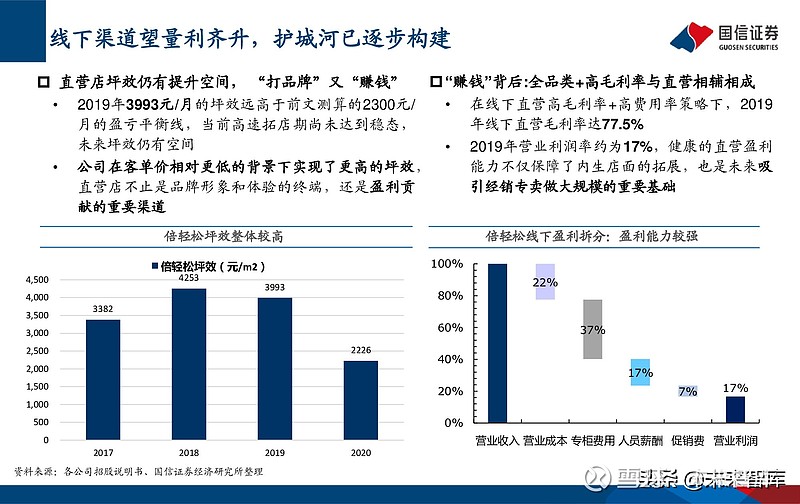 线下渠道望量利齐升，护城河已逐步构建
国信证券
GUOSEN SECURITIES
直营店坪效仍有提升空间， “打品牌”又“赚钱”
• 2019年3993元/月的坪效远高于前文测算的2300元/
月的盈亏平衡线，当前高速拓店期尚未达到稳态，
未来坪效仍有空间
• 公司在客单价相对更低的背景下实现了更高的坪效，
直营店不止是品牌形象和体验的终端，还是盈利贡
献的重要渠道
“赚钱”背后:全品类+高毛利率与直营相辅相成
• 在线下直营高毛利率+高费用率策略下，2019
年线下直营毛利率达77.5%
• 2019年营业利润率约为17%，健康的直营盈利
能力不仅保障了内生店面的拓展，也是未来吸
引经销专卖做大规模的重要基础
倍轻松坪效整体较高
倍轻松坪效（元/m2）
4,500
4,000
3,500
3,000
2,500
2,000
1,500
1,000
500
0
3382
4253
3993
2226
2017
2018
2019
2020
倍轻松线下盈利拆分：盈利能力较强
100%
80%
60%
40%
20%
0%
22%
37%
17%
7%
17%
营业收入
营业成本
专柜费用
人员薪酬
促销费
营业利润
资料来源：各公司招股说明书、国信证券经济研究所整理
头条@未来智库